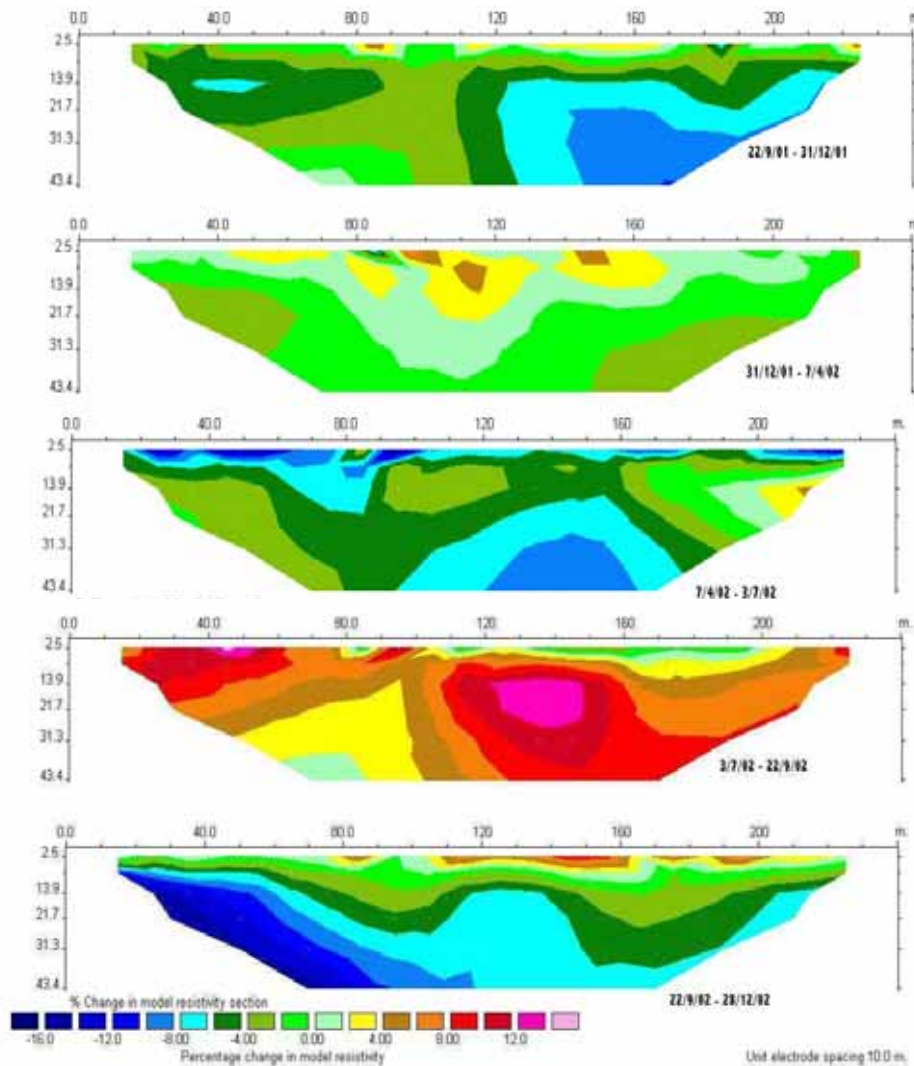 0.0 40.0 80.0 120 160 200 m.
2.5
13.9
21.7
31.3
43.4
22/9/01 - 31/12/01
0.0 40.0 80.0 120 160 200 m.
2.5
13.9
21.7
31.3
43.4
31/12/01 - 7/4/02
0.0 40.0 80.0 120 160 200 m.
2.5
13.9
21.7
31.3
43.4
7/4/02 - 3/7/02
0.0 40.0 80.0 120 160 200 m.
2.5
13.9
21.7
31.3
43.4
3/7/02 - 22/9/02
0.0 40.0 80.0 120 160 200 m.
2.5
13.9
21.7
31.3
43.4
22/9/02 - 28/12/02
% Change in model resistivity section
-16.0 -12.0 -8.00 -4.00 0.00 4.00 8.00 12.0
Percentage change in model resistivity Unit electrode spacing 10.0 m.